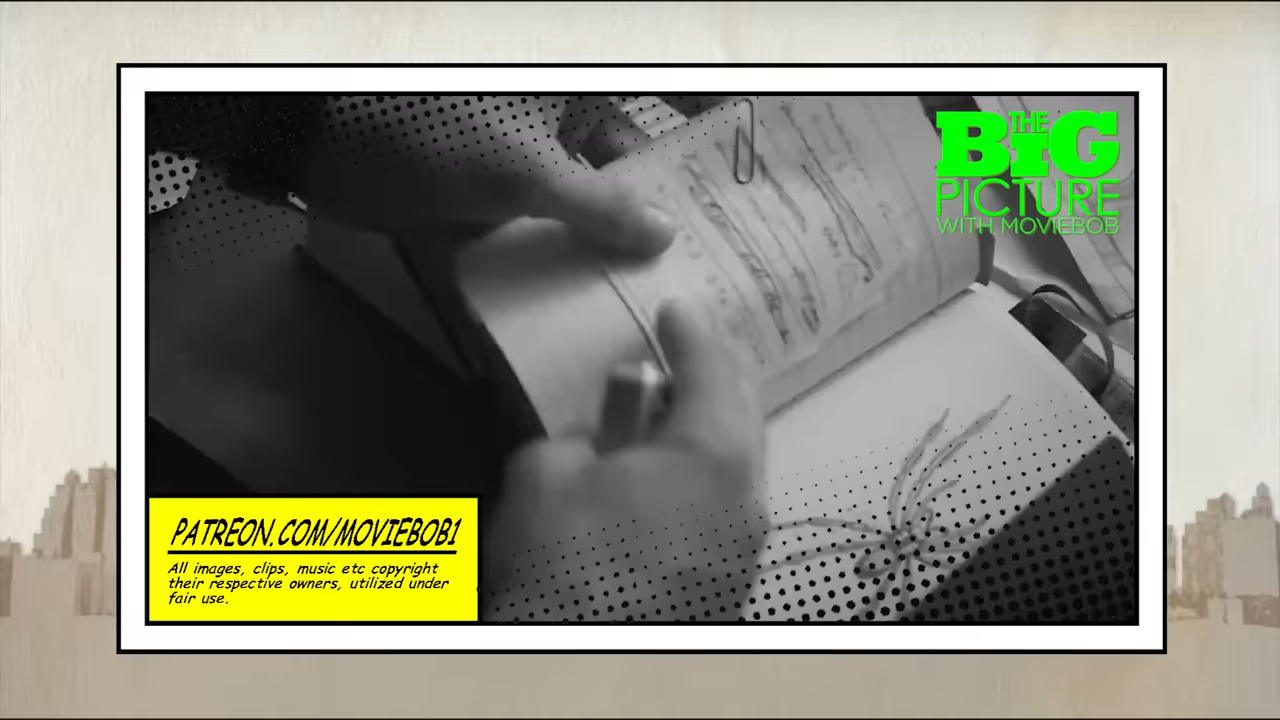 THE
BIG
PICTURE
WITH MOVIEBOB
PATREON.COM/MOVIEBOB1
All images, clips, music etc copyright
their respective owners, utilized under
fair use.